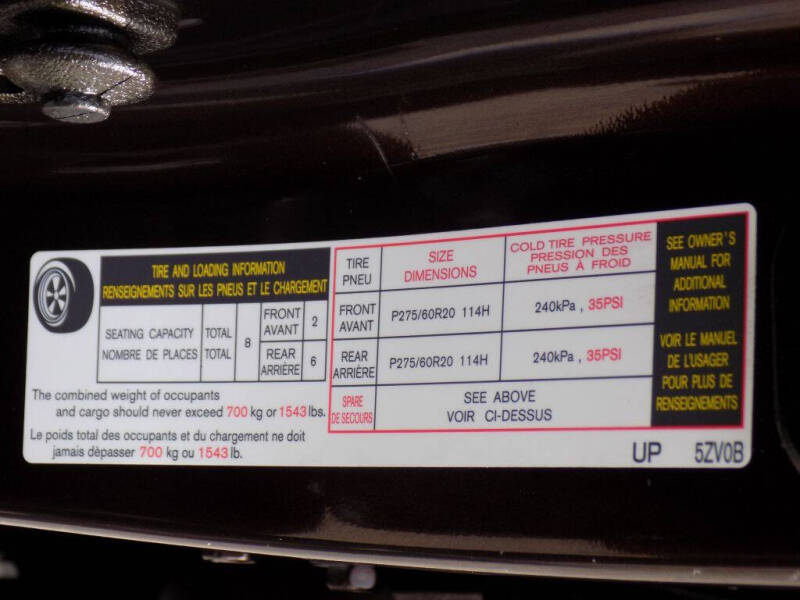 TIRE AND LOADING INFORMATION
RENSEIGNEMENTS SUR LES PNEUS ET LE CHARGEMENT
SEATING CAPACITY
NOMBRE DE PLACES
TOTAL
TOTAL
8
FRONT
AVANT
2
REAR
ARRIÈRE
6
The combined weight of occupants
and cargo should never exceed 700 kg or 1543 lbs.
Le poids total des occupants et du chargement ne doit
jamais dépasser 700 kg ou 1543 lb.
TIRE
PNEU
SIZE
DIMENSIONS
COLD TIRE PRESSURE
PRESSION DES
PNEUS À FROID
FRONT
AVANT
P275/60R20 114H
240kPa , 35PSI
REAR
ARRIÈRE
P275/60R20 114H
240kPa , 35PSI
SPARE
DE SECOURS
SEE ABOVE
VOIR CI-DESSUS
SEE OWNER'S
MANUAL FOR
ADDITIONAL
INFORMATION
VOIR LE MANUEL
DE L'USAGER
POUR PLUS DE
RENSEIGNEMENTS
UP 5ZV0B